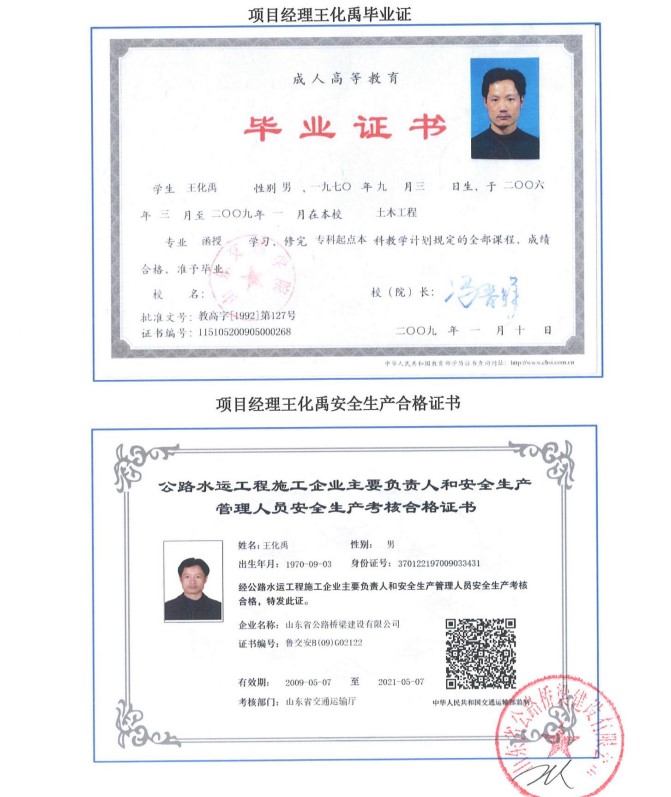 项目经理王化禹毕业证
成人高等教育
毕业证书
学生 王化禹 性别 男 、一九七〇 年 九 月 三 日生，于 二〇〇六
年 三 月至 二〇〇九年 一 月在本校 土木工程
专业 函授 学习，修完 专科起点本 科教学计划规定的全部课程，成绩
合格，准予毕业。
校 名： 校（院）长：
批准文号：教高字[1992]第127号
证书编号：115105200905000268 二〇〇九 年 一 月 十 日
中华人民共和国教育部学历证书查询网址：http://www.chsi.com.cn
项目经理王化禹安全生产合格证书
公路水运工程施工企业主要负责人和安全生产
管理人员安全生产考核合格证书
姓名：王化禹 性别： 男
出生年月：1970-09-03 身份证号：370122197009033431
经公路水运工程施工企业主要负责人和安全生产管理人员安全生产考核
合格，特发此证。
企业名称：山东省公路桥梁建设有限公司
证书编号：鲁交安B(09)G02122
有效期： 2009-05-07 至 2021-05-07
考核部门：山东省交通运输厅 中华人民共和国交通运输部监制
山东省公路桥梁建设有限公司